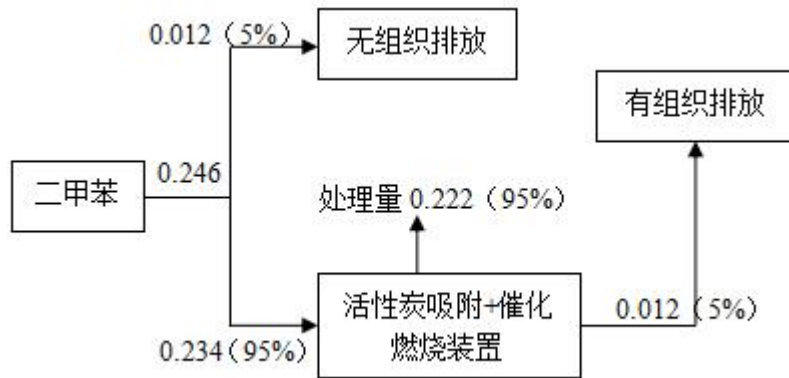 0.012（5%）
无组织排放
有组织排放
二甲苯
0.246
处理量 0.222（95%）
活性炭吸附+催化
燃烧装置
0.012（5%）
0.234（95%）